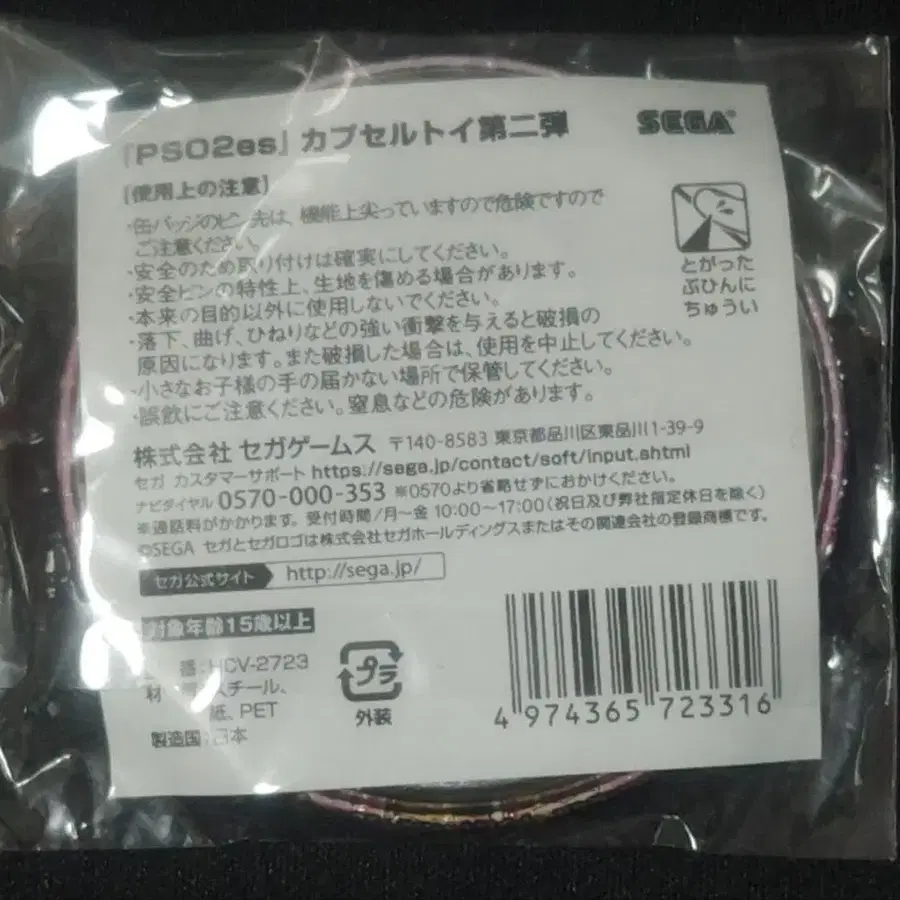 『PSO2es』カプセルトイ第二弾
SEGA
[使用上の注意]
・缶バッジのピン先は、機能上尖っていますので危険ですので
ご注意ください。
・安全のため取り付けは確実にしてください。
・安全ピンの特性上、生地を傷める場合があります。
・本来の目的以外に使用しないでください。
・落下、曲げ、ひねりなどの強い衝撃を与えると破損の
原因になります。また破損した場合は、使用を中止してください。
・小さなお子様の手の届かない場所で保管してください。
・誤飲にご注意ください。窒息などの危険があります。
とがった
ぶひんに
ちゅうい
株式会社 セガゲームス 〒140-8583 東京都品川区東品川1-39-9
セガ カスタマーサポート https://sega.jp/contact/soft/input.shtml
ナビダイヤル 0570-000-353 ※0570より省略せずにおかけください。
※通話料がかかります。 受付時間/月〜金 10:00〜17:00(祝日及び弊社指定休日を除く)
©SEGA セガとセガロゴは株式会社セガホールディングスまたはその関連会社の登録商標です。
セガ公式サイト http://sega.jp/
対象年齢15歳以上
番:HCV-2723
材 スチール、
紙、PET
製造国:日本
プラ
外装
4 974365 723316